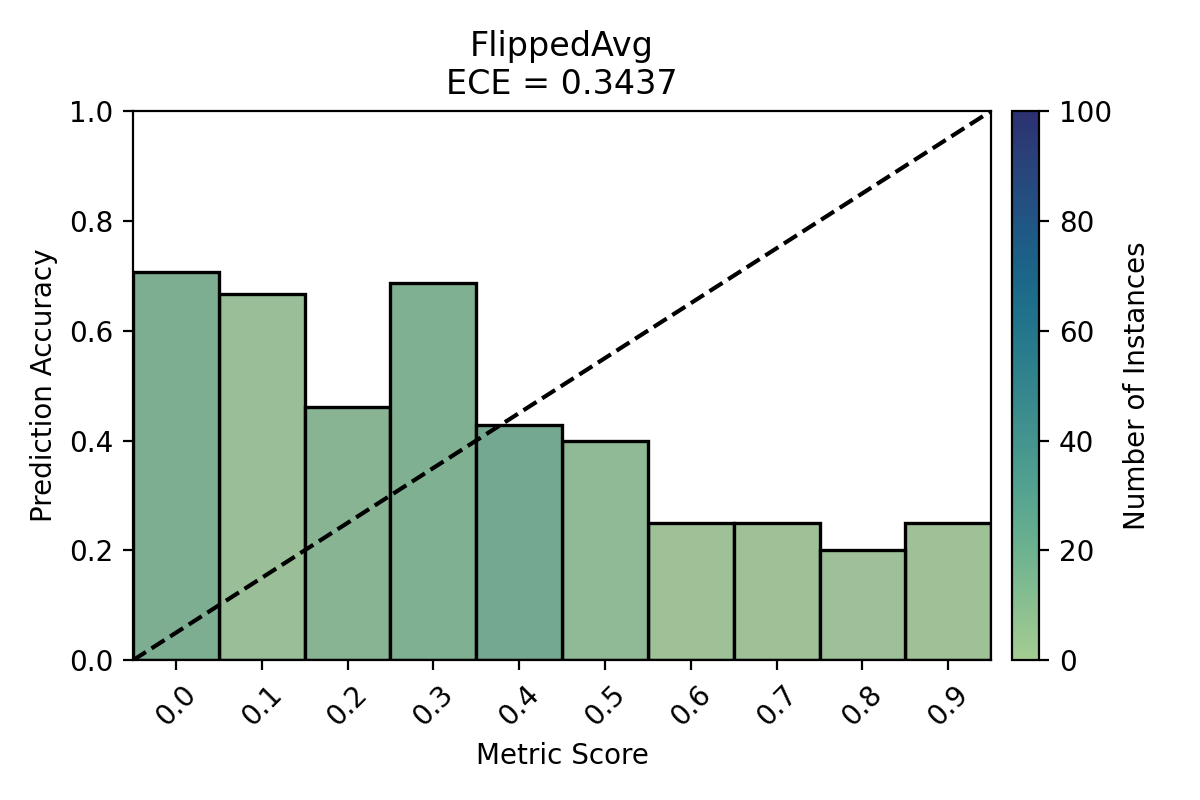 FlippedAvg
ECE = 0.3437
1.0
0.8
0.6
0.4
0.2
0.0
Prediction Accuracy
0.0 0.1 0.2 0.3 0.4 0.5 0.6 0.7 0.8 0.9
Metric Score
100
80
60
40
20
0
Number of Instances